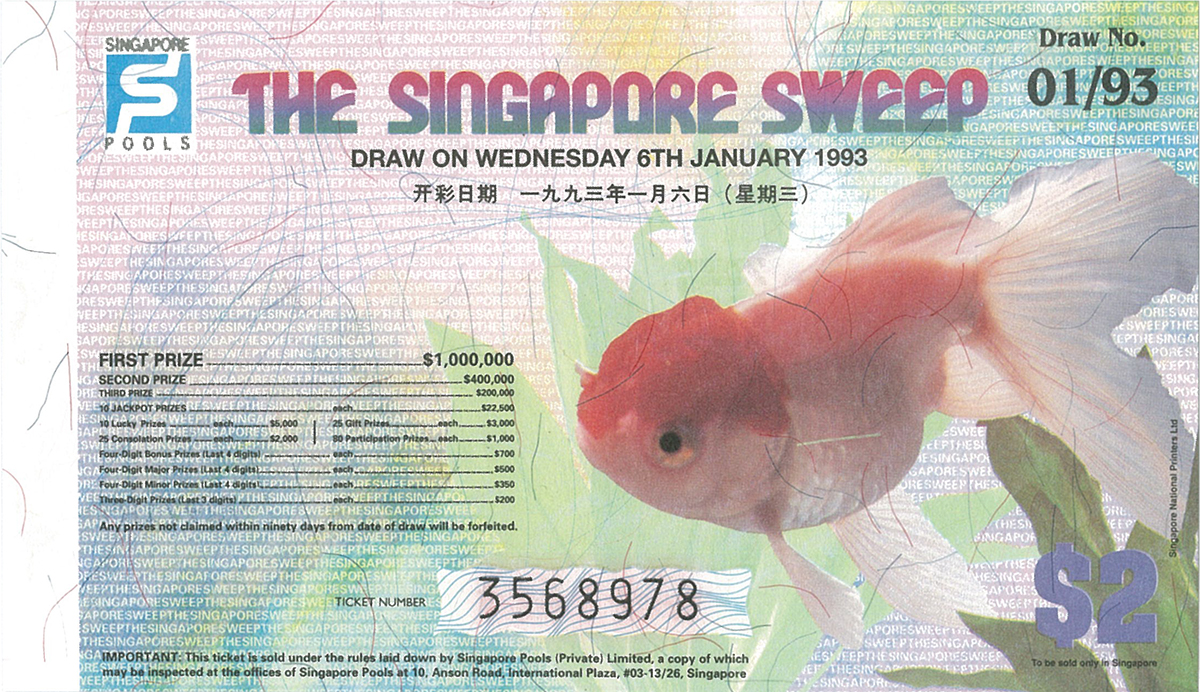 SINGAPORE
POOLS
THE SINGAPORE SWEEP
Draw No.
01/93
DRAW ON WEDNESDAY 6TH JANUARY 1993
开彩日期 一九九三年一月六日 (星期三)
FIRST PRIZE $1,000,000
SECOND PRIZE $400,000
THIRD PRIZE $200,000
10 JACKPOT PRIZES each $22,500
10 Lucky Prizes each $5,000 25 Gift Prizes each $3,000
25 Consolation Prizes each $2,000 30 Participation Prizes each $1,000
Four-Digit Bonus Prizes (Last 4 digits) each $700
Four-Digit Major Prizes (Last 4 digits) each $500
Four-Digit Minor Prizes (Last 4 digits) each $350
Three-Digit Prizes (Last 3 digits) each $200
Any prizes not claimed within ninety days from date of draw will be forfeited.
TICKET NUMBER 3568978
IMPORTANT: This ticket is sold under the rules laid down by Singapore Pools (Private) Limited, a copy of which
may be inspected at the offices of Singapore Pools at 10, Anson Road, International Plaza, #03-13/26, Singapore
Singapore National Printers Ltd
$2
To be sold only in Singapore